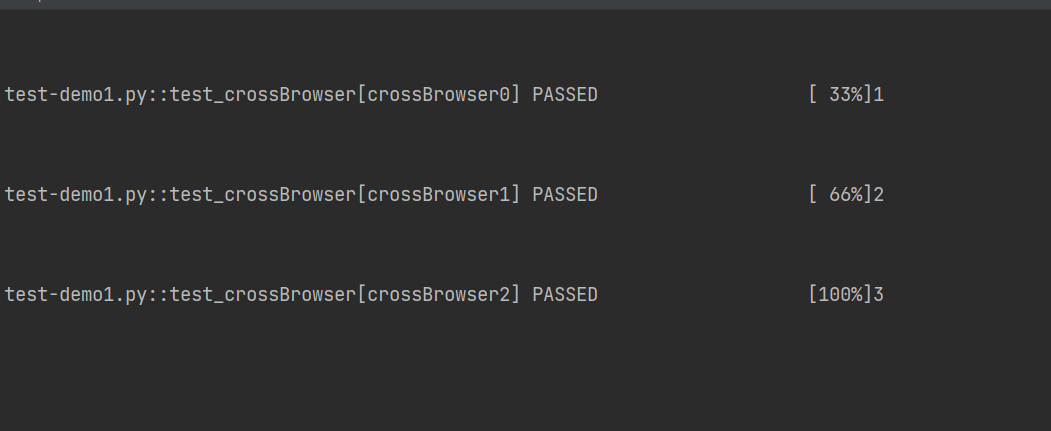 test-demo1.py::test_crossBrowser[crossBrowser0] PASSED                   [ 33%]1
test-demo1.py::test_crossBrowser[crossBrowser1] PASSED                   [ 66%]2
test-demo1.py::test_crossBrowser[crossBrowser2] PASSED                   [100%]3